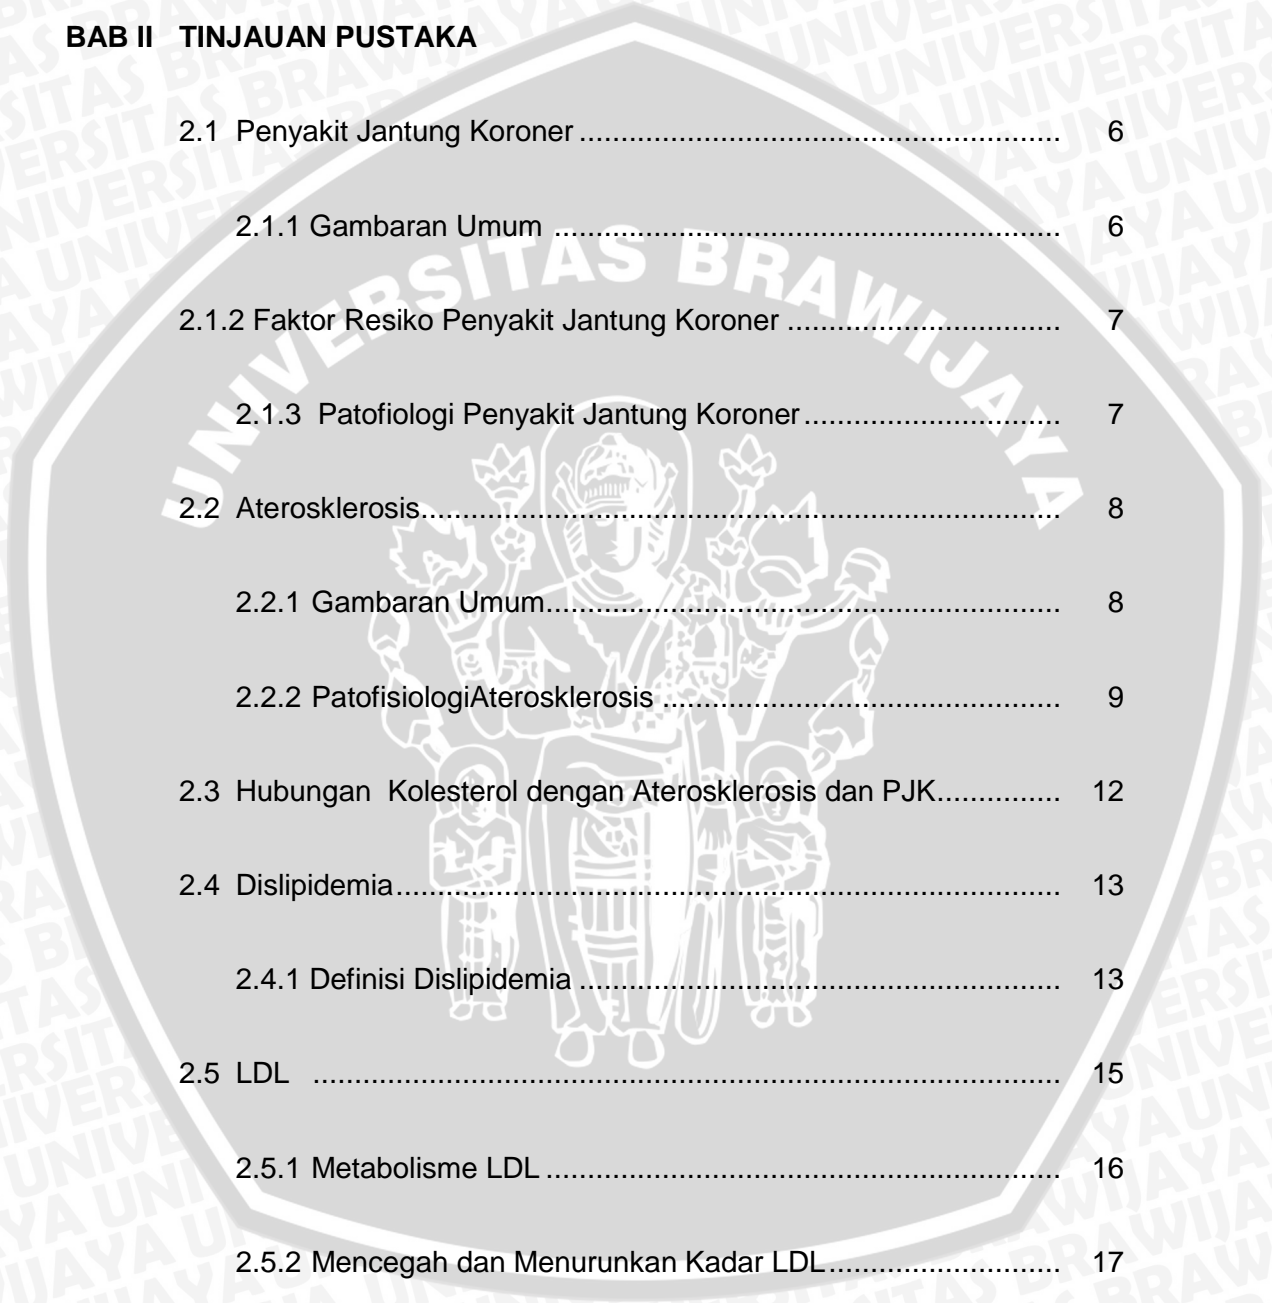 BAB II TINJAUAN PUSTAKA
2.1 Penyakit Jantung Koroner .......................................................... 6
2.1.1 Gambaran Umum ............................................................. 6
2.1.2 Faktor Resiko Penyakit Jantung Koroner ................................. 7
2.1.3 Patofiologi Penyakit Jantung Koroner ............................... 7
2.2 Aterosklerosis ............................................................................. 8
2.2.1 Gambaran Umum .............................................................. 8
2.2.2 PatofisiologiAterosklerosis ................................................ 9
2.3 Hubungan Kolesterol dengan Aterosklerosis dan PJK ............... 12
2.4 Dislipidemia ................................................................................ 13
2.4.1 Definisi Dislipidemia .......................................................... 13
2.5 LDL .......................................................................................... 15
2.5.1 Metabolisme LDL .............................................................. 16
2.5.2 Mencegah dan Menurunkan Kadar LDL ............................ 17
UNIVERSITAS BRAWIJAYA